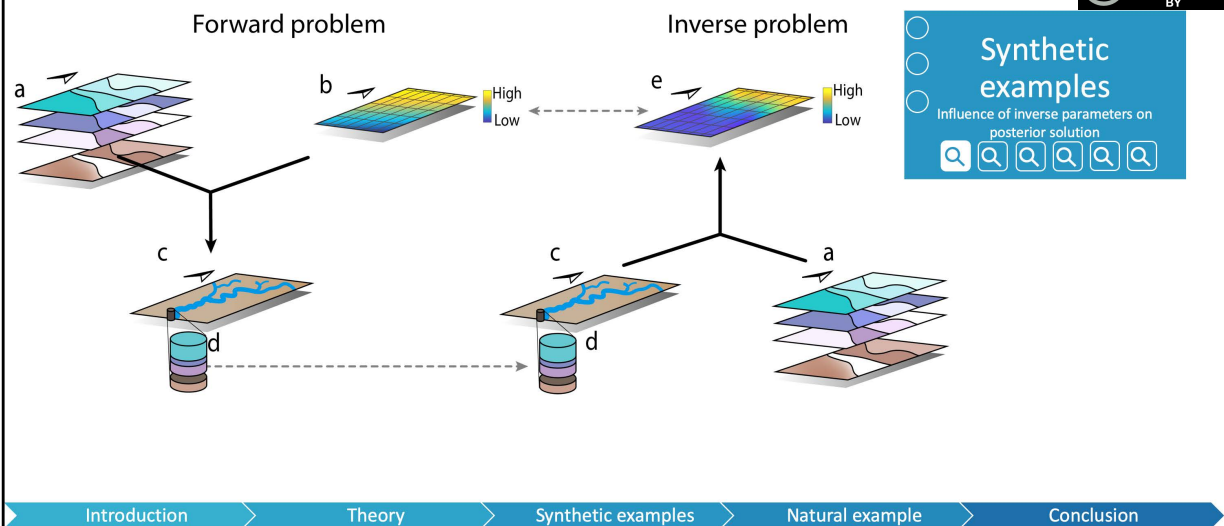 BY
Forward problem
Inverse problem
a
b
High
Low
e
High
Low
Synthetic
examples
Influence of inverse parameters on
posterior solution
c
d
c
d
a
Introduction
Theory
Synthetic examples
Natural example
Conclusion